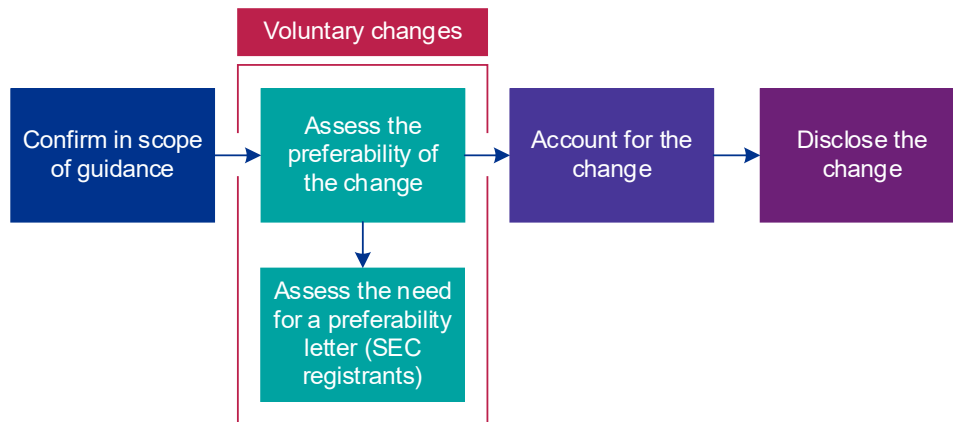 Voluntary changes
Confirm in scope
of guidance
Assess the
preferability of
the change
Account for the
change
Disclose the
change
Assess the need
for a preferability
letter (SEC
registrants)